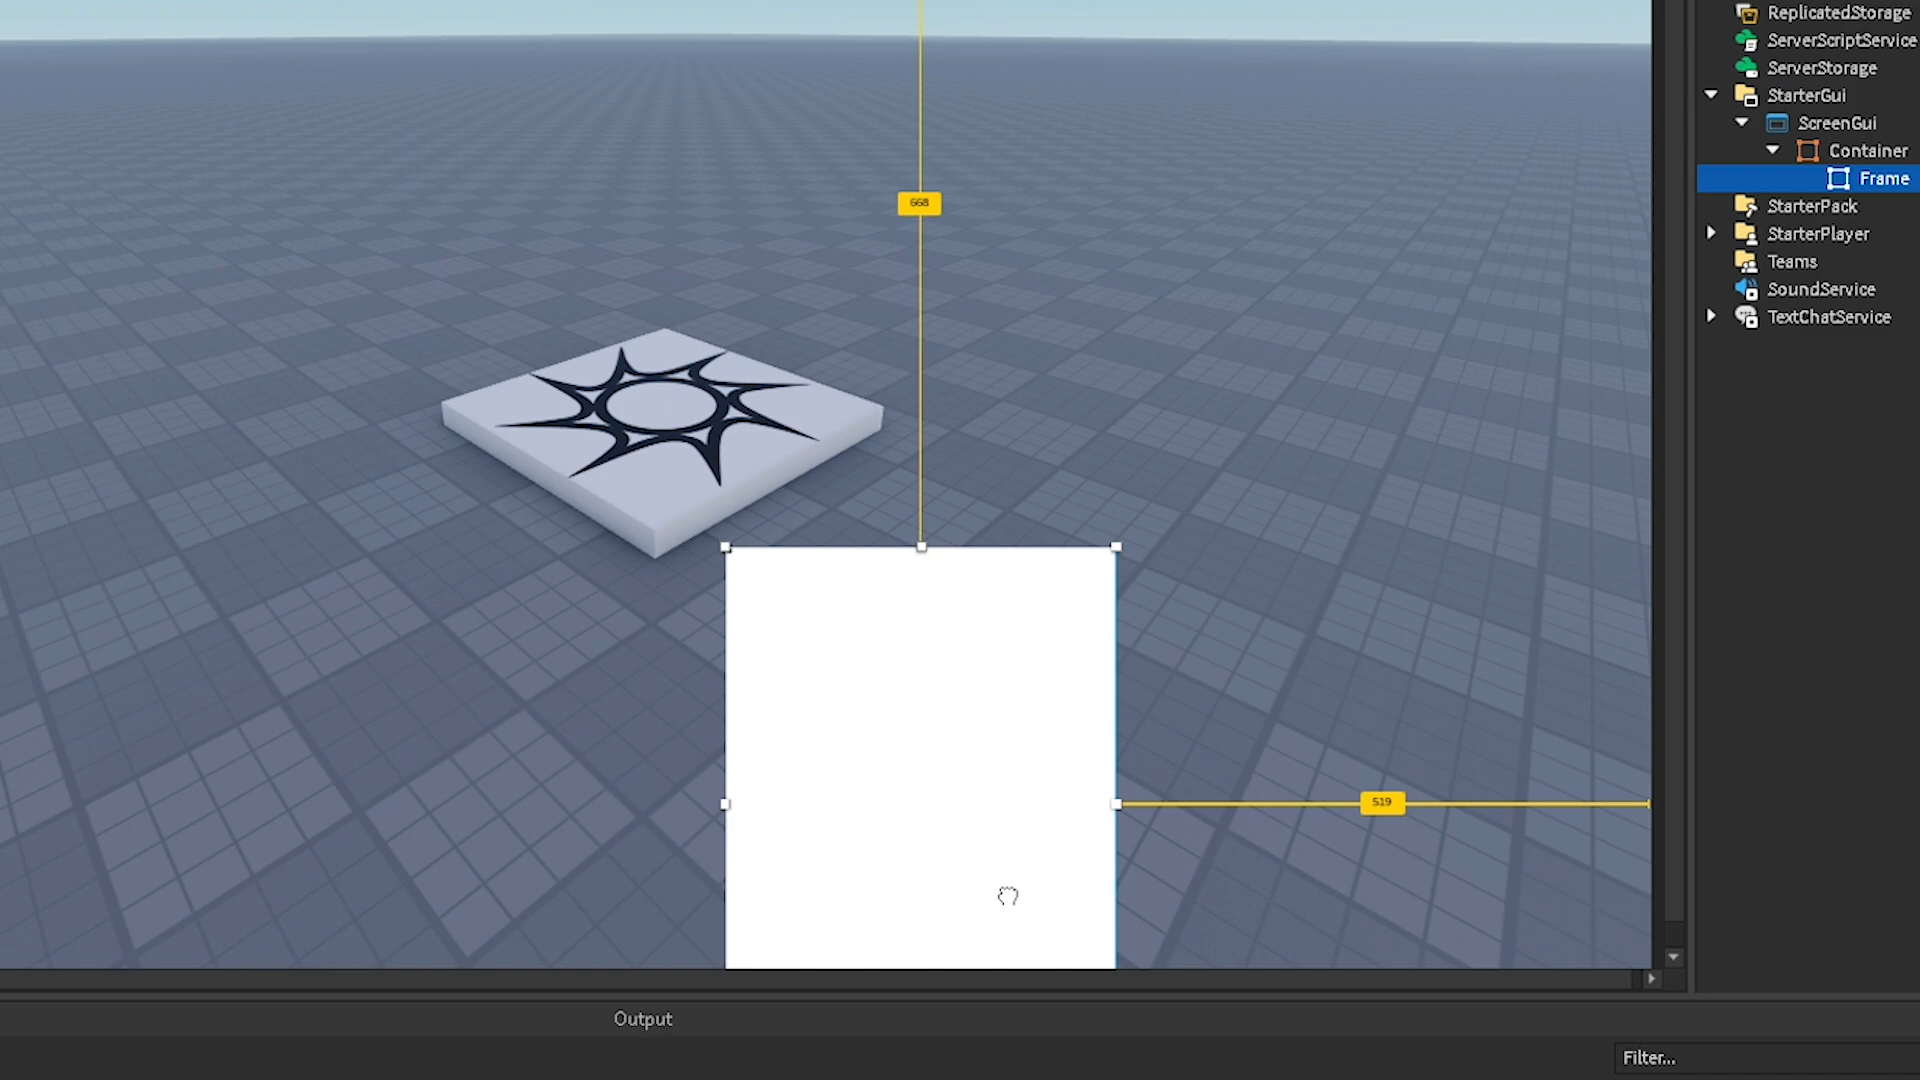 ReplicatedStorage
ServerScriptService
ServerStorage
StarterGui
ScreenGui
Container
Frame
StarterPack
StarterPlayer
Teams
SoundService
TextChatService
668
519
Output
Filter...